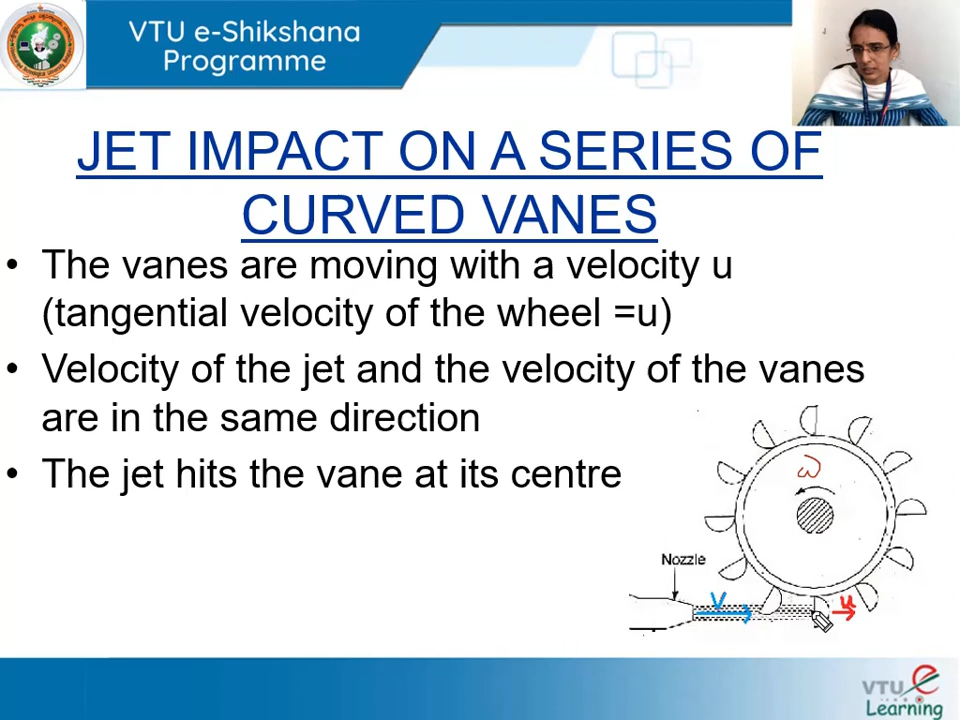 VTU e-Shikshana
Programme
JET IMPACT ON A SERIES OF
CURVED VANES
• The vanes are moving with a velocity u
(tangential velocity of the wheel =u)
• Velocity of the jet and the velocity of the vanes
are in the same direction
• The jet hits the vane at its centre
ω
Nozzle
V
u
VTU e
Learning